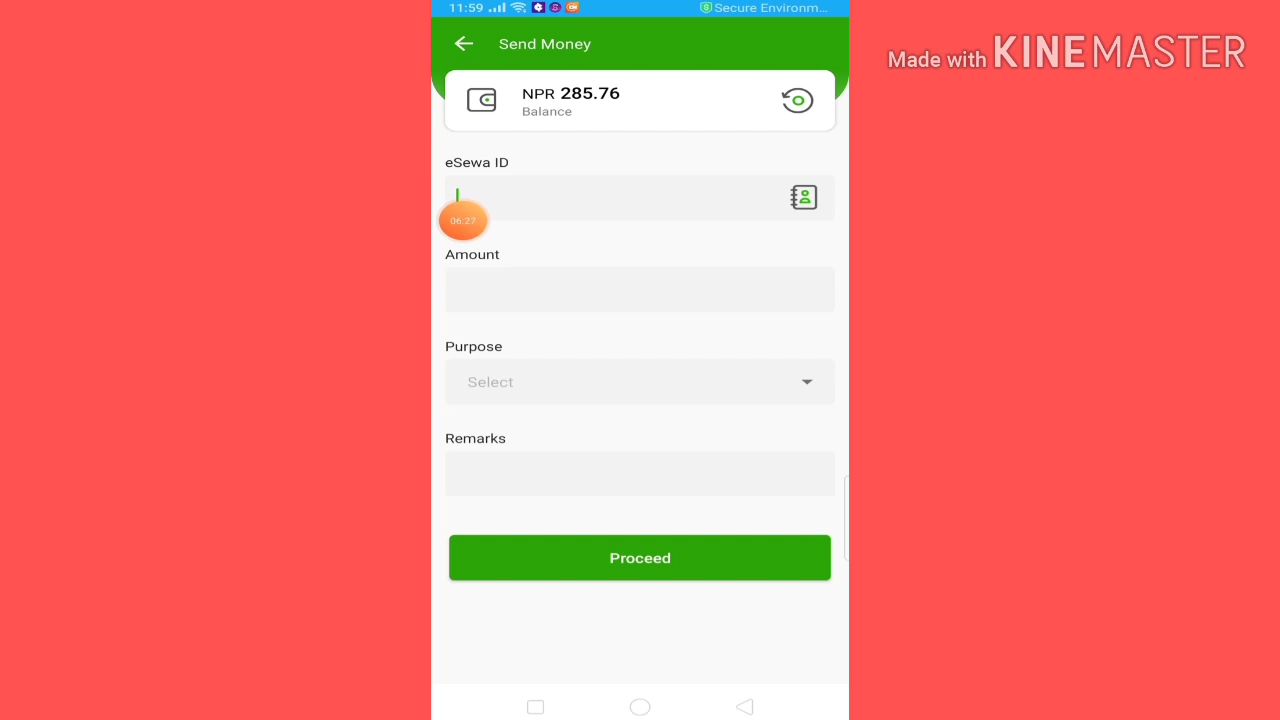 11:59
Secure Environm...
Send Money
Made with KINEMASTER
NPR 285.76
Balance
eSewa ID
06:27
Amount
Purpose
Select
Remarks
Proceed